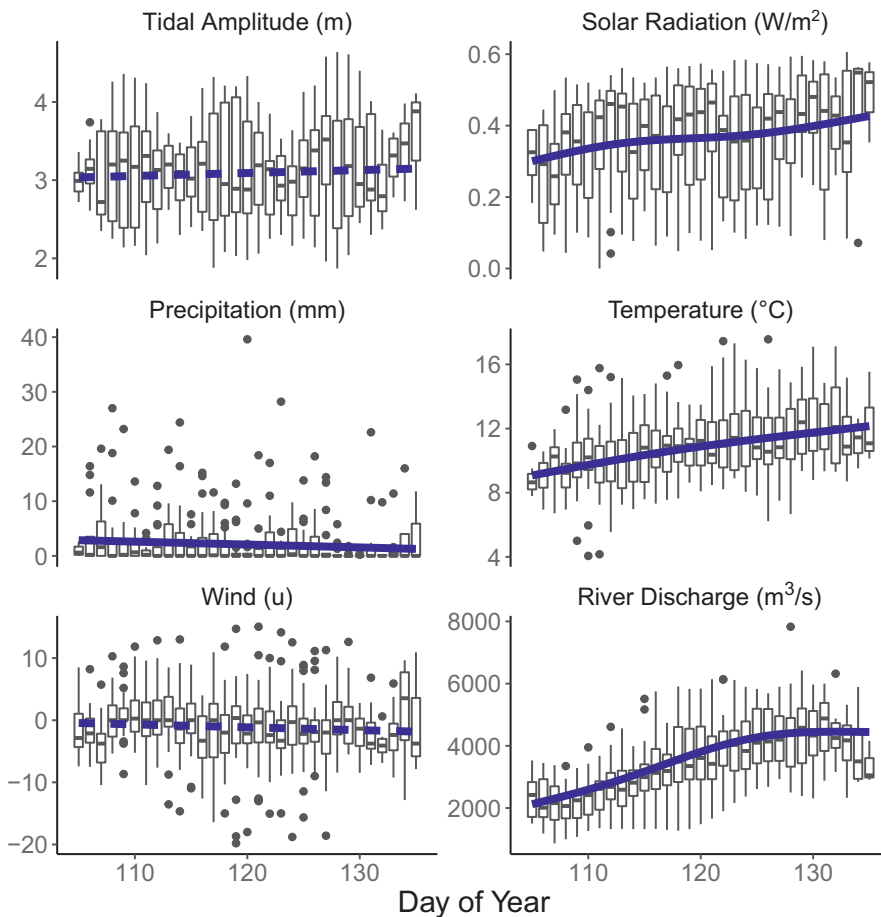 Tidal Amplitude (m)
Solar Radiation (W/m²)
4
3
2
0.6
0.4
0.2
0.0
Precipitation (mm)
Temperature (°C)
40
30
20
10
0
16
12
8
4
Wind (u)
River Discharge (m³/s)
10
0
−10
−20
8000
6000
4000
2000
110 120 130
110 120 130
Day of Year